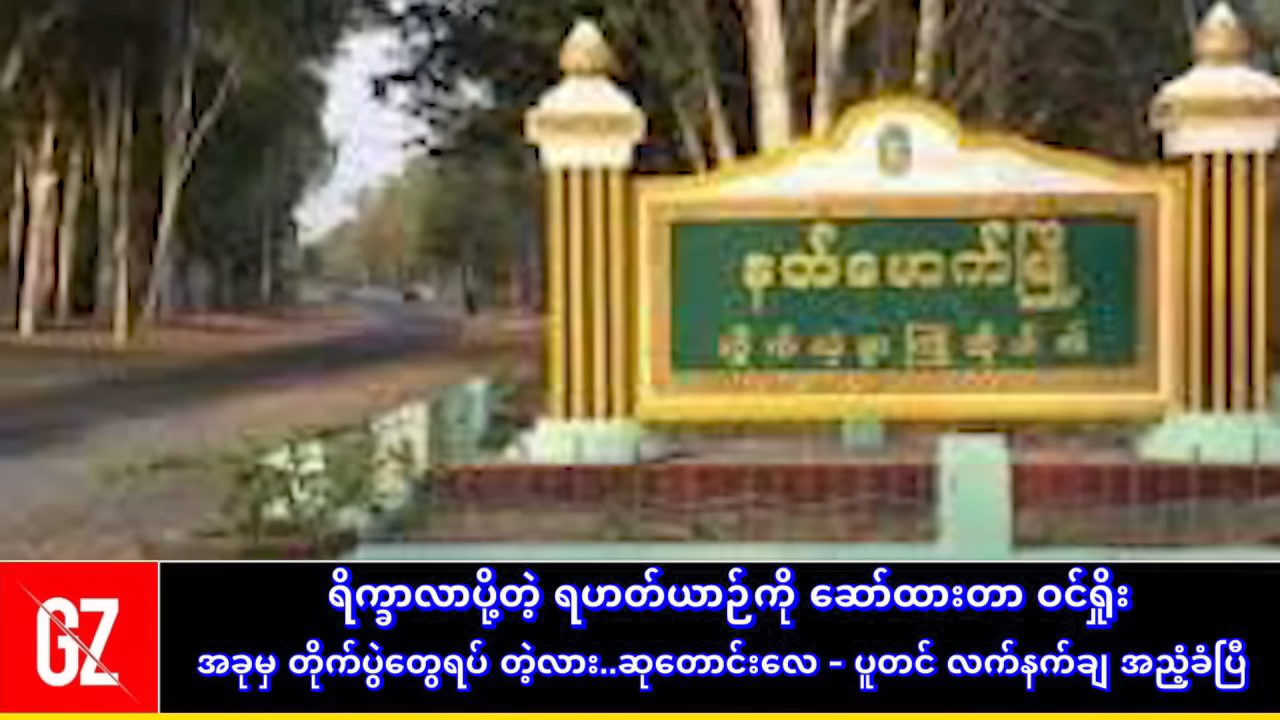 နတ်မောက်မြို့
GZ
ရိက္ခာလာပို့တဲ့ ရဟတ်ယာဉ်ကို ဆော်ထားတာ ဝင်ရှိုး
အခုမှ တိုက်ပွဲတွေရပ် တဲ့လား..ဆုတောင်းလေ - ပူတင် လက်နက်ချ အညံ့ခံပြီ